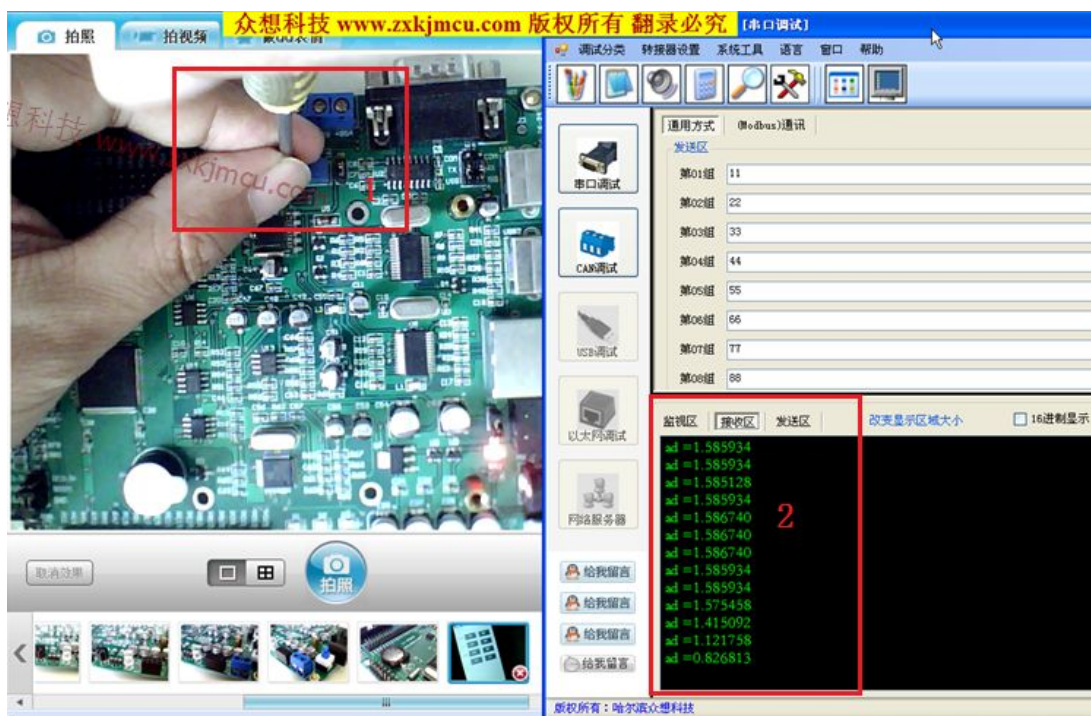 众想科技 www.zxkjmcu.com 版权所有 翻录必究
[串口调试]
拍照
拍视频
调试分类 转接器设置 系统工具 语言 窗口 帮助
通用方式 (Modbus)通讯
发送区
第01组 11
第02组 22
第03组 33
第04组 44
第05组 55
第06组 66
第07组 77
第08组 88
串口调试
CAN调试
USB调试
以太网调试
网络服务器
给我留言
给我留言
给我留言
给我留言
监视区 接收区 发送区 改变显示区域大小 16进制显示
ad =1.585934
ad =1.585934
ad =1.585128
ad =1.585934
ad =1.586740
ad =1.586740
ad =1.586740
ad =1.585934
ad =1.585934
ad =1.575458
ad =1.415092
ad =1.121758
ad =0.826813
1
2
取消效果
拍照
版权所有：哈尔滨众想科技